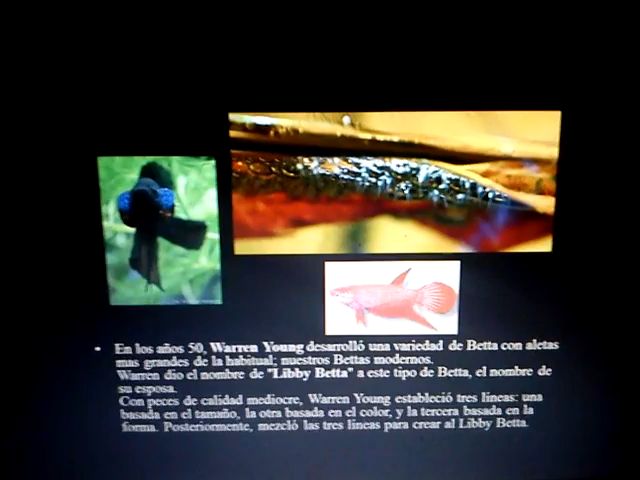 • En los años 50, Warren Young desarrolló una variedad de Betta con aletas
mas grandes de la habitual; nuestros Bettas modernos.
Warren dio el nombre de "Libby Betta" a este tipo de Betta, el nombre de
su esposa.
Con peces de calidad mediocre, Warren Young estableció tres lineas: una
basada en el tamaño, la otra basada en el color, y la tercera basada en la
forma. Posteriormente, mezcló las tres lineas para crear al Libby Betta.